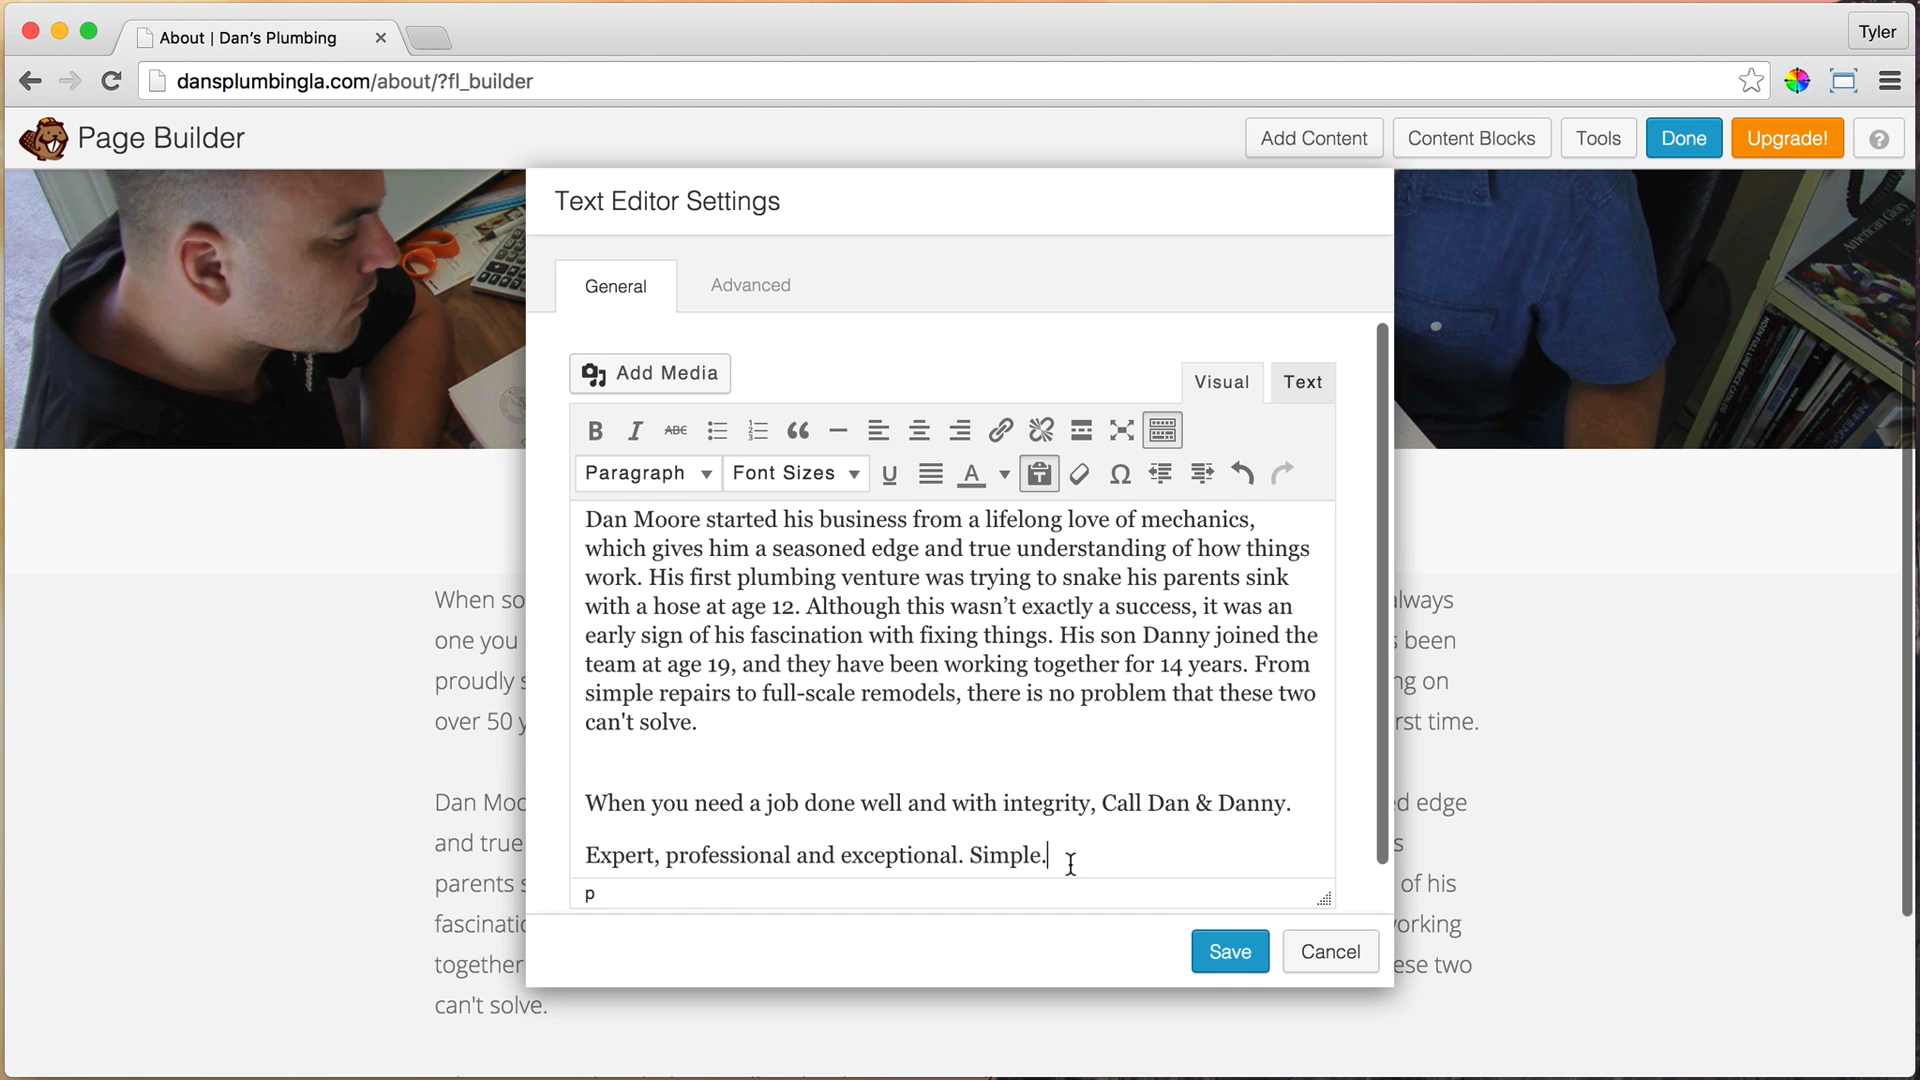 About | Dan's Plumbing
Tyler
dansplumbingla.com/about/?fl_builder
Page Builder
Add Content
Content Blocks
Tools
Done
Upgrade!
?
Text Editor Settings
American Glory
General
Advanced
Add Media
Visual
Text
B
I
ABC
Paragraph
Font Sizes
U
A
T
Ω
Dan Moore started his business from a lifelong love of mechanics,
which gives him a seasoned edge and true understanding of how things
work. His first plumbing venture was trying to snake his parents sink
with a hose at age 12. Although this wasn’t exactly a success, it was an
early sign of his fascination with fixing things. His son Danny joined the
team at age 19, and they have been working together for 14 years. From
simple repairs to full-scale remodels, there is no problem that these two
can't solve.
When you need a job done well and with integrity, Call Dan & Danny.
Expert, professional and exceptional. Simple.
p
Save
Cancel
When so
always
one you
been
proudly s
ng on
over 50 y
rst time.
Dan Moo
d edge
and true
parents s
of his
fascinatio
orking
together
ese two
can't solve.